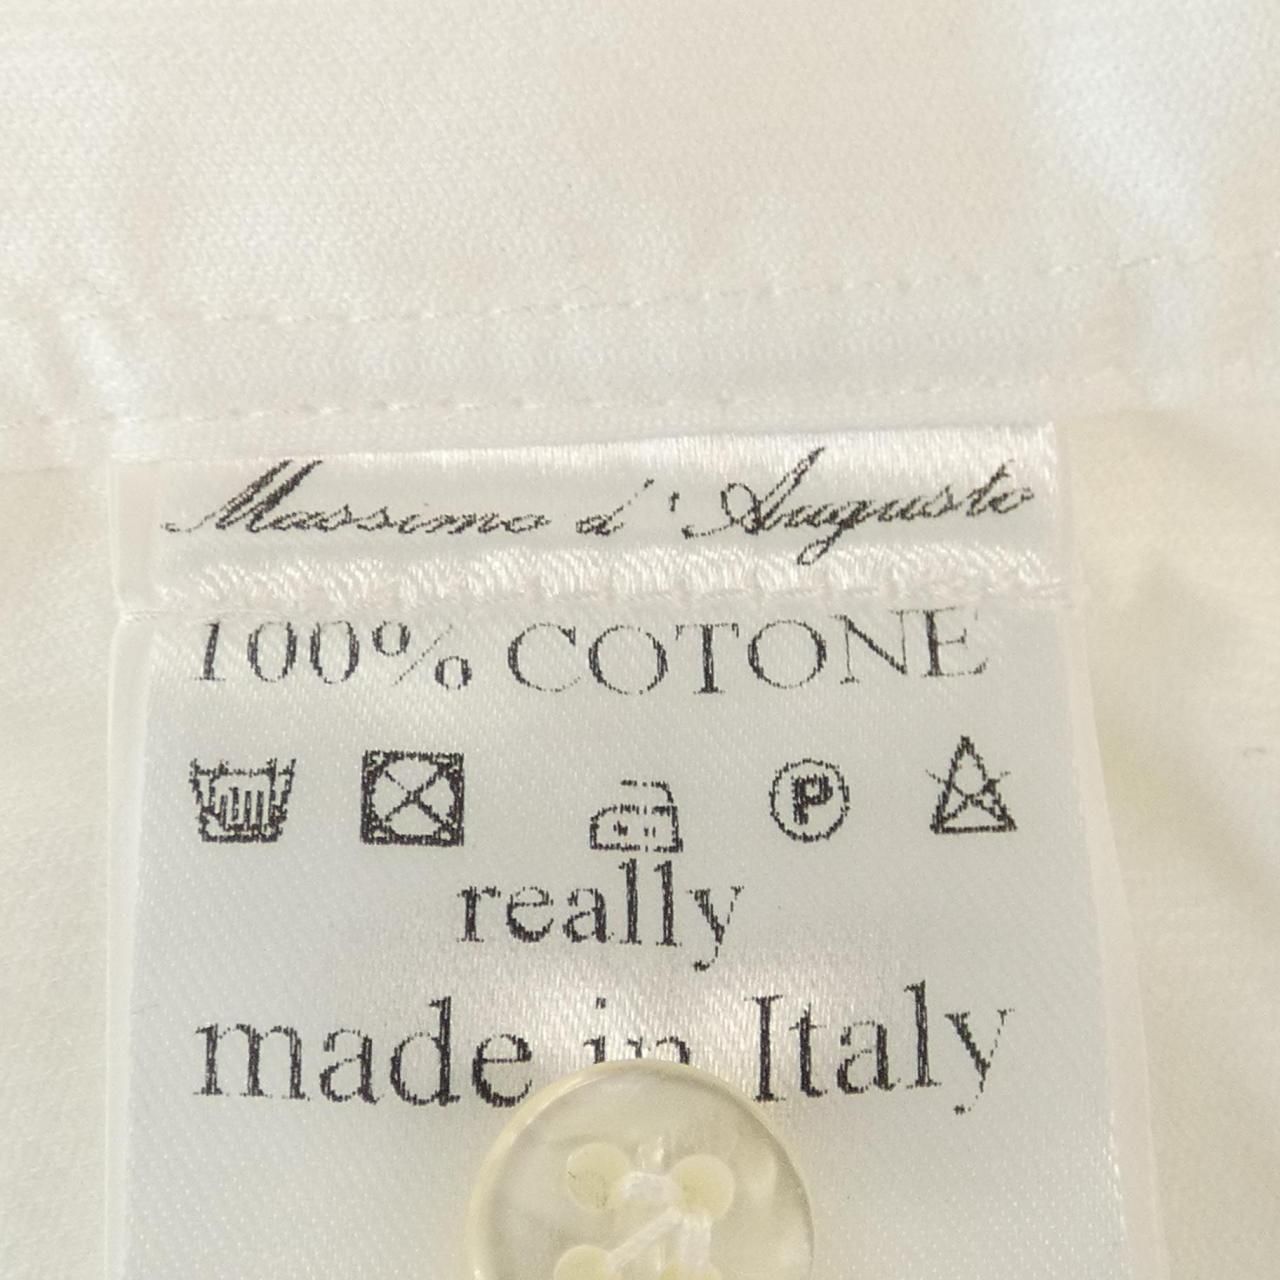 Massimo d'Augusto
100% COTONE
P
really
made in Italy